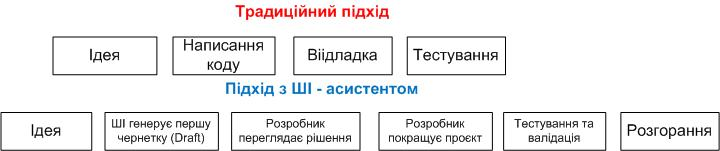 Традиційний підхід
Ідея
Написання
коду
Віідладка
Тестування
Підхід з ШІ - асистентом
Ідея
ШІ генерує першу
чернетку (Draft)
Розробник
переглядає рішення
Розробник
покращує проєкт
Тестування та
валідація
Розгорання